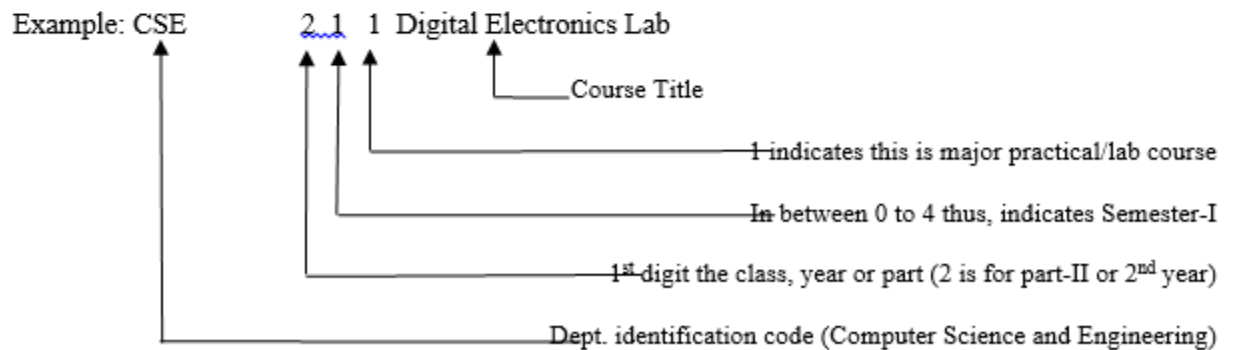 Example: CSE 2 1 1 Digital Electronics Lab
Course Title
1 indicates this is major practical/lab course
In between 0 to 4 thus, indicates Semester-I
1st digit the class, year or part (2 is for part-II or 2nd year)
Dept. identification code (Computer Science and Engineering)